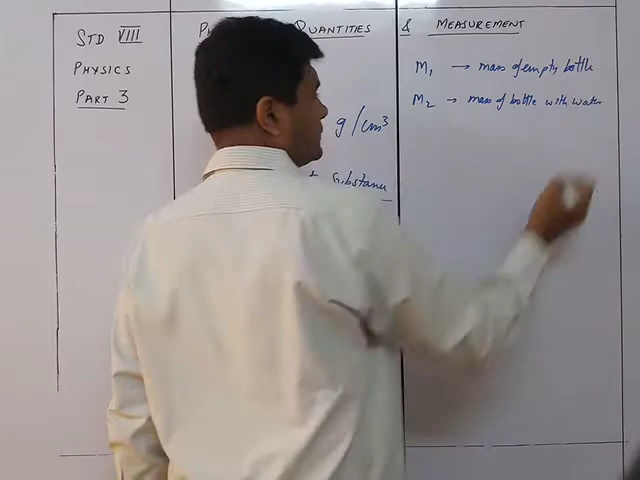 STD VIII
PHYSICS
PART 3
QUANTITIES & MEASUREMENT
g/cm³
M₁ → mass of empty bottle
M₂ → mass of bottle with water